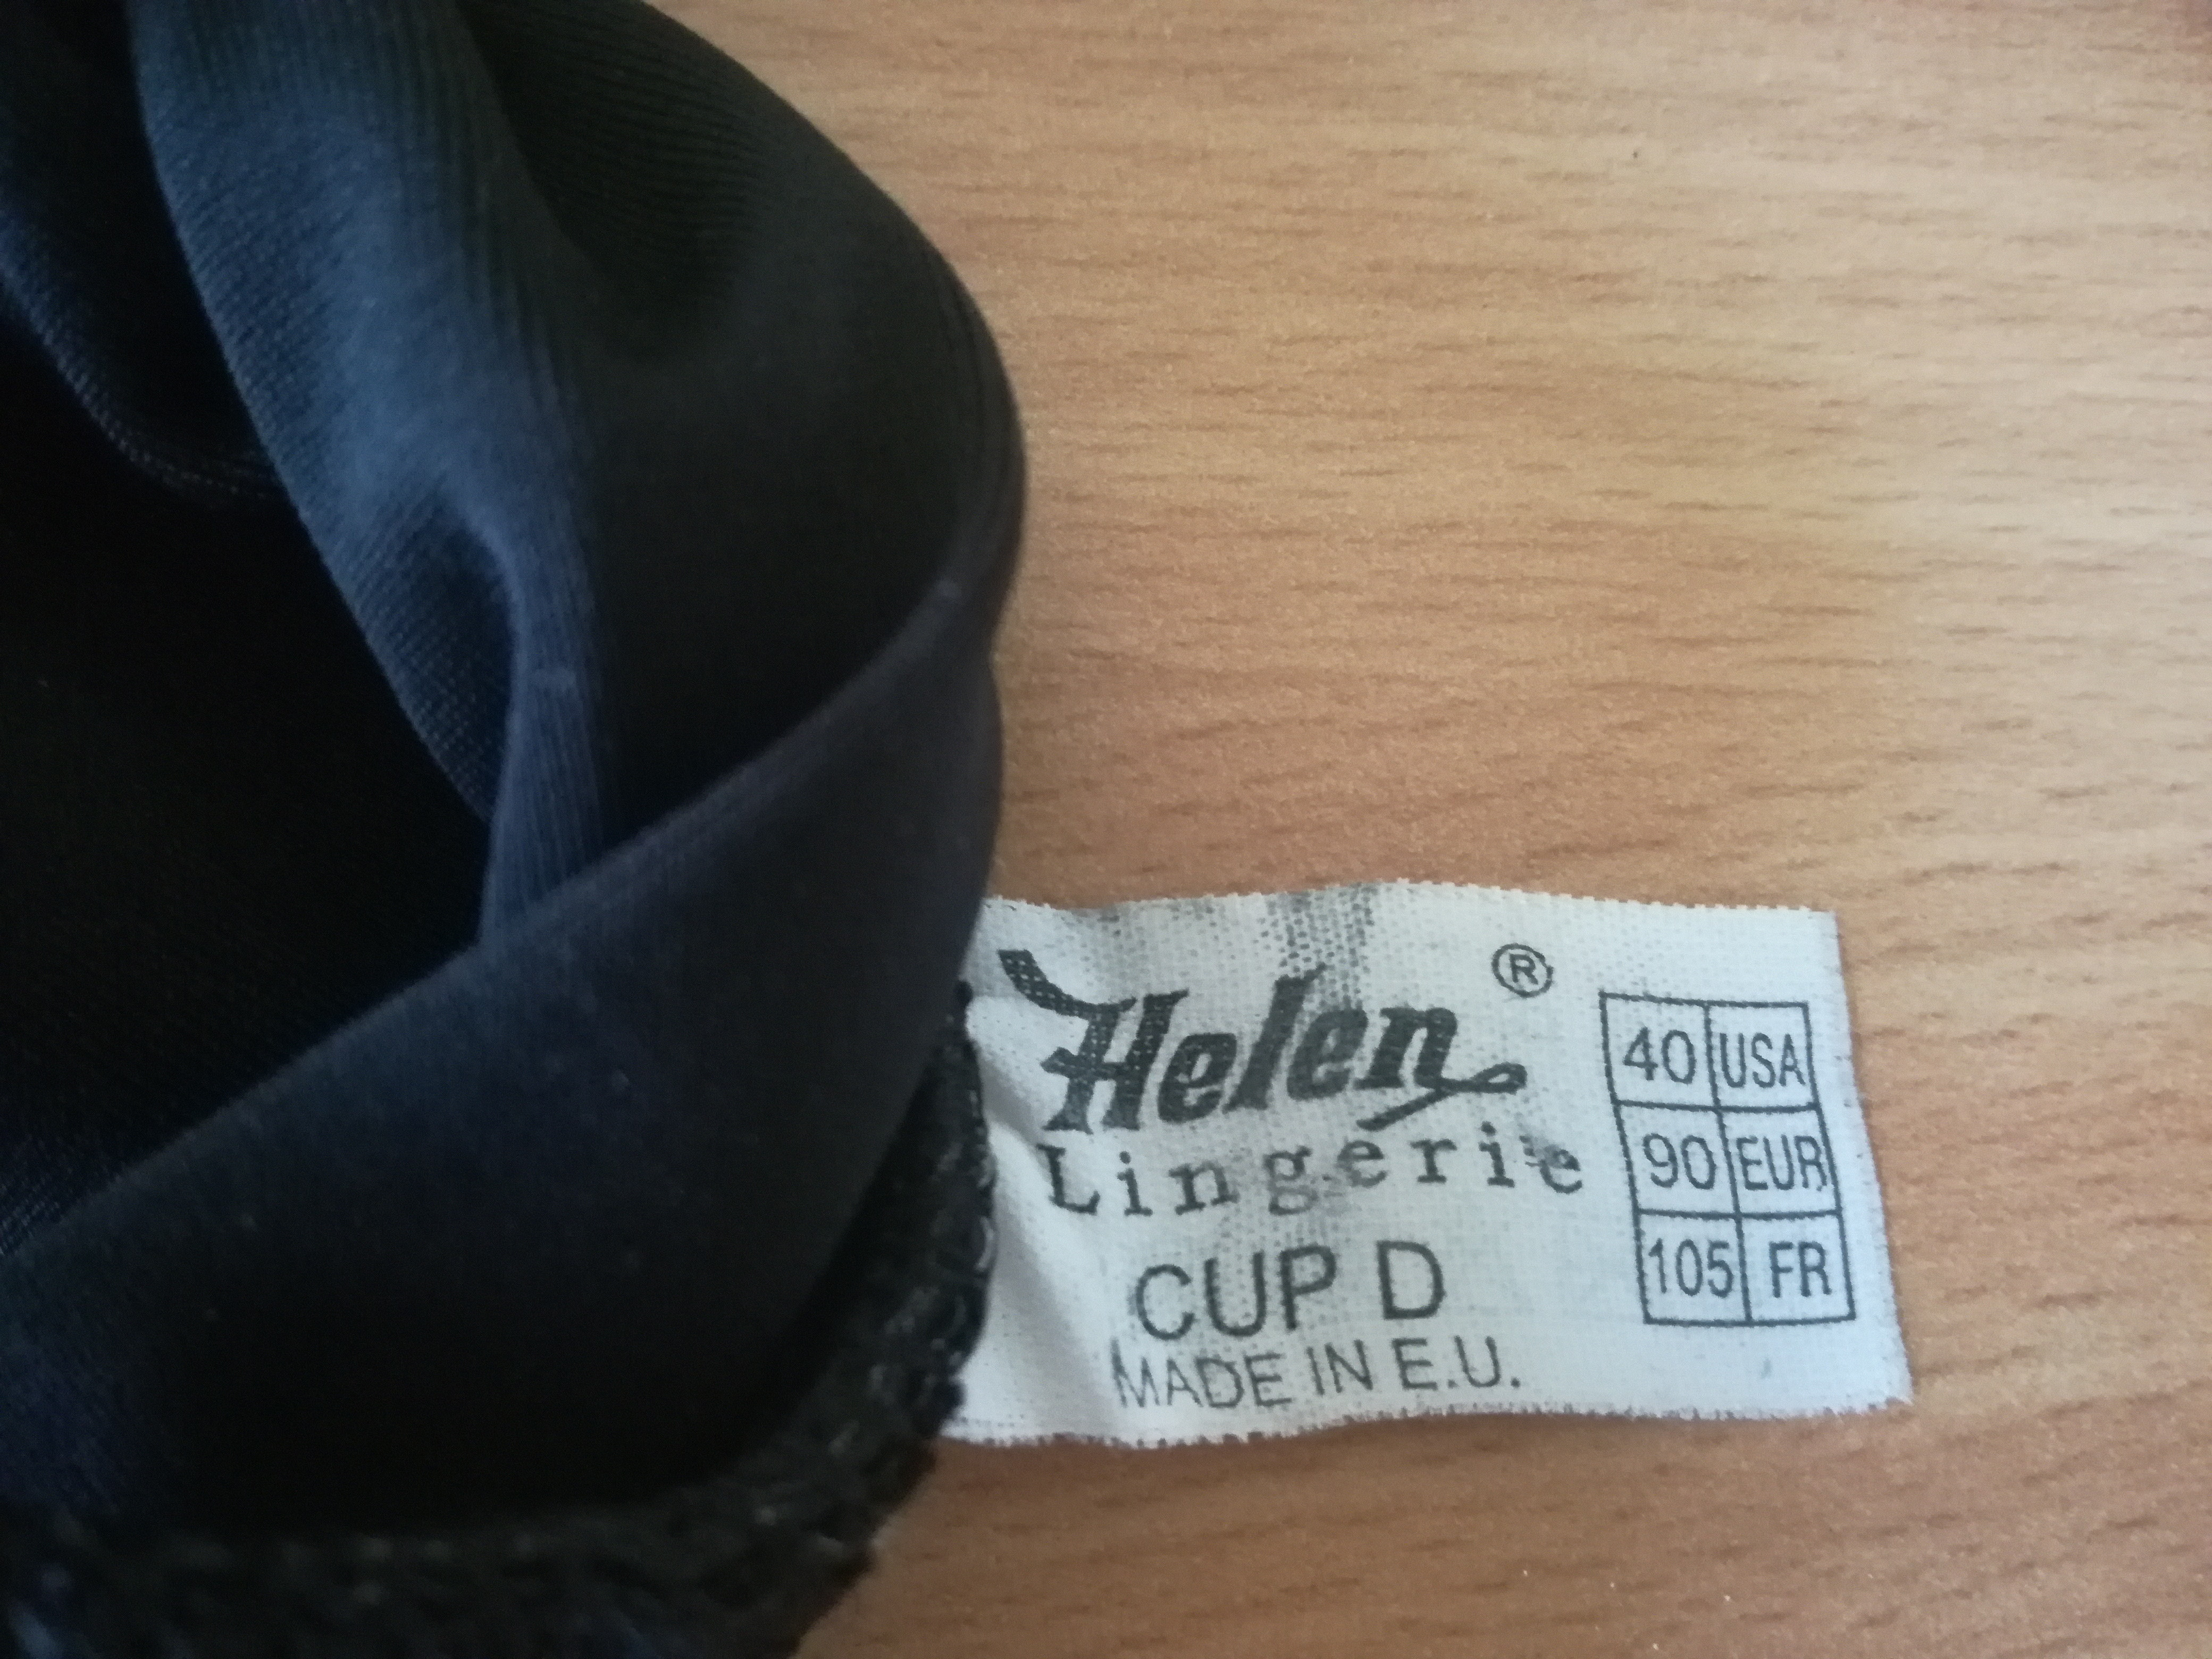 Helen ®
Lingerie
CUP D
MADE IN E.U.
40 USA
90 EUR
105 FR